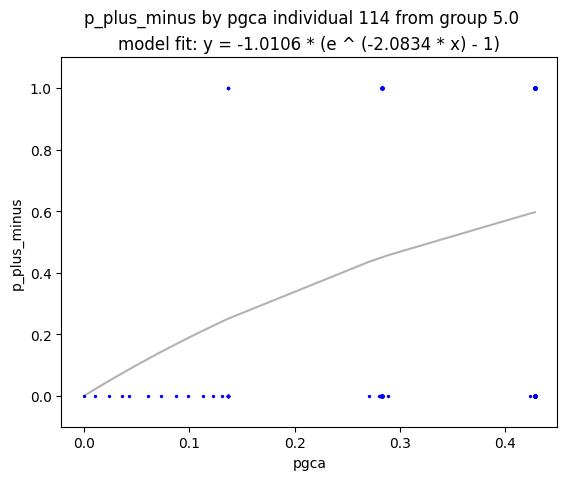 p_plus_minus by pgca individual 114 from group 5.0
model fit: y = -1.0106 * (e ^ (-2.0834 * x) - 1)
1.0
0.8
0.6
0.4
0.2
0.0
p_plus_minus
0.0 0.1 0.2 0.3 0.4
pgca